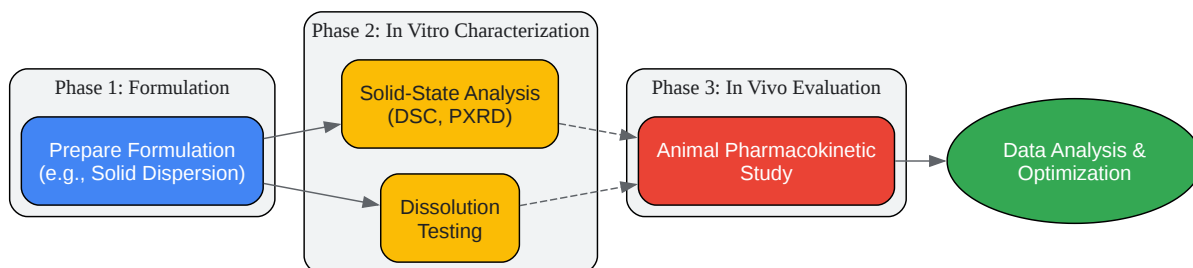 Phase 1: Formulation
Prepare Formulation
(e.g., Solid Dispersion)
Phase 2: In Vitro Characterization
Solid-State Analysis
(DSC, PXRD)
Dissolution
Testing
Phase 3: In Vivo Evaluation
Animal Pharmacokinetic
Study
Data Analysis &
Optimization